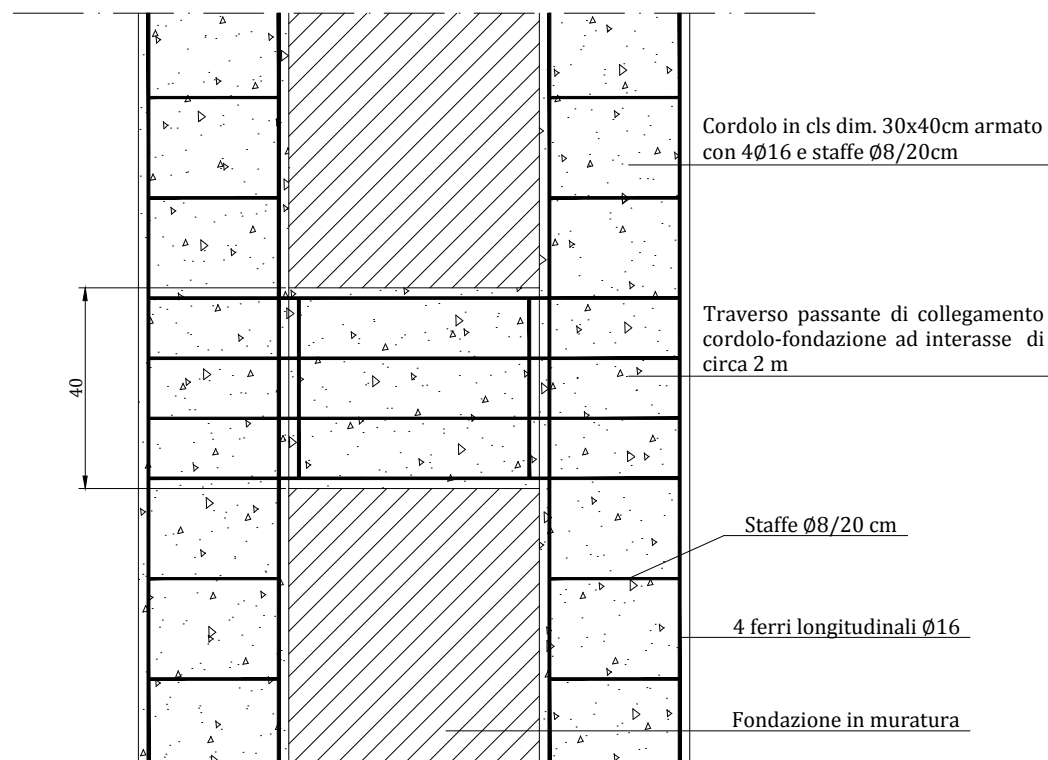 Cordolo in cls dim. 30x40cm armato
con 4Ø16 e staffe Ø8/20cm
Traverso passante di collegamento
cordolo-fondazione ad interasse di
circa 2 m
40
Staffe Ø8/20 cm
4 ferri longitudinali Ø16
Fondazione in muratura